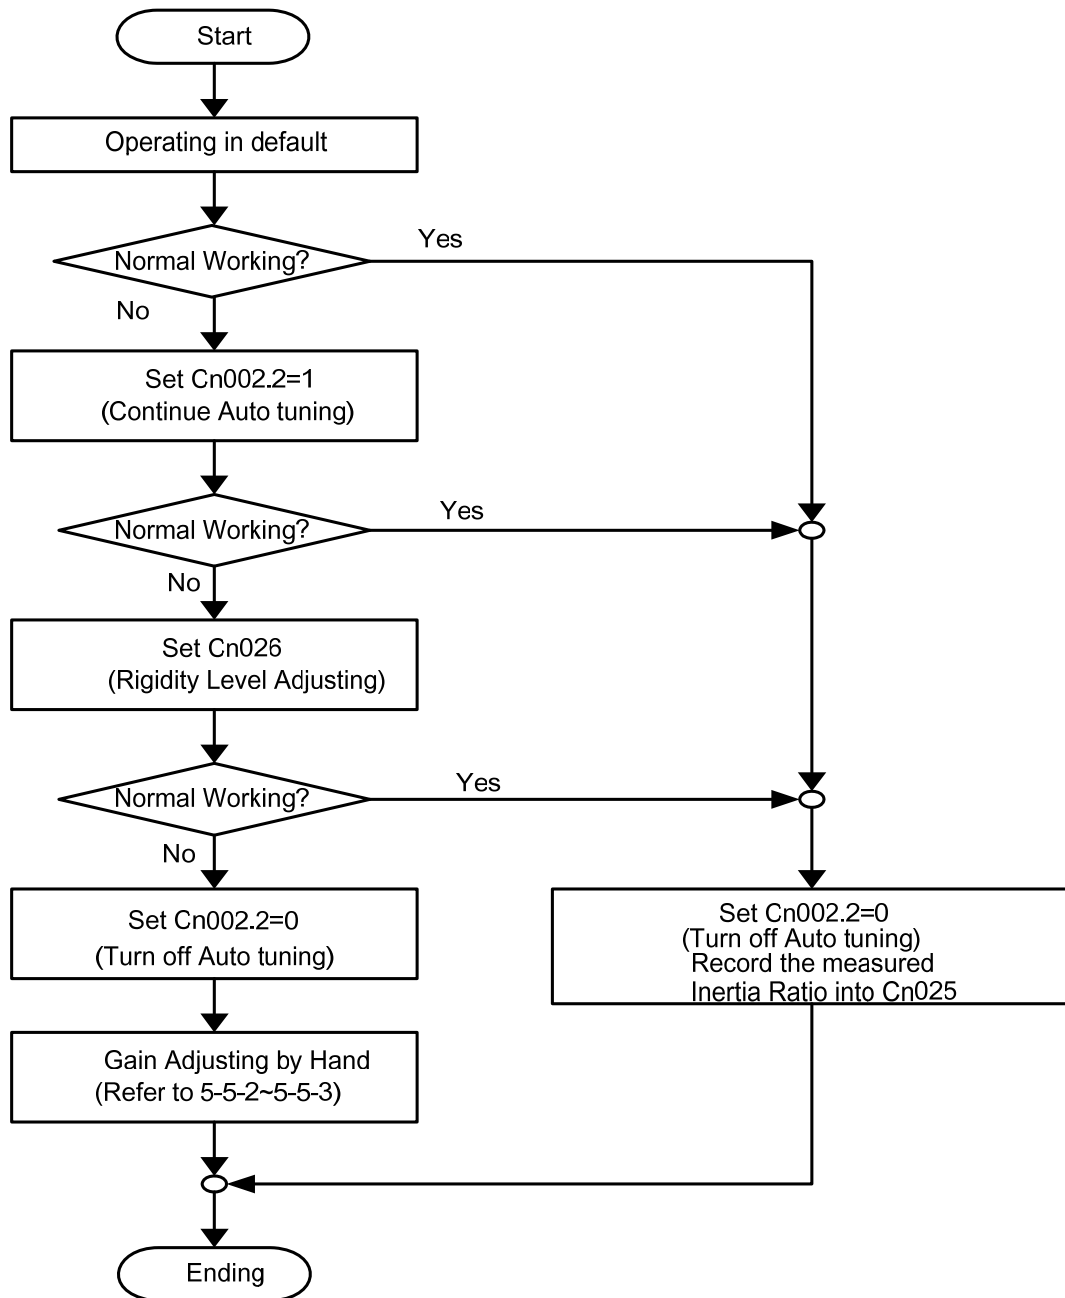 Start
Operating in default
Normal Working?
Yes
No
Set Cn002.2=1
(Continue Auto tuning)
Normal Working?
Yes
No
Set Cn026
(Rigidity Level Adjusting)
Normal Working?
Yes
No
Set Cn002.2=0
(Turn off Auto tuning)
Set Cn002.2=0
(Turn off Auto tuning)
Record the measured
Inertia Ratio into Cn025
Gain Adjusting by Hand
(Refer to 5-5-2~5-5-3)
Ending